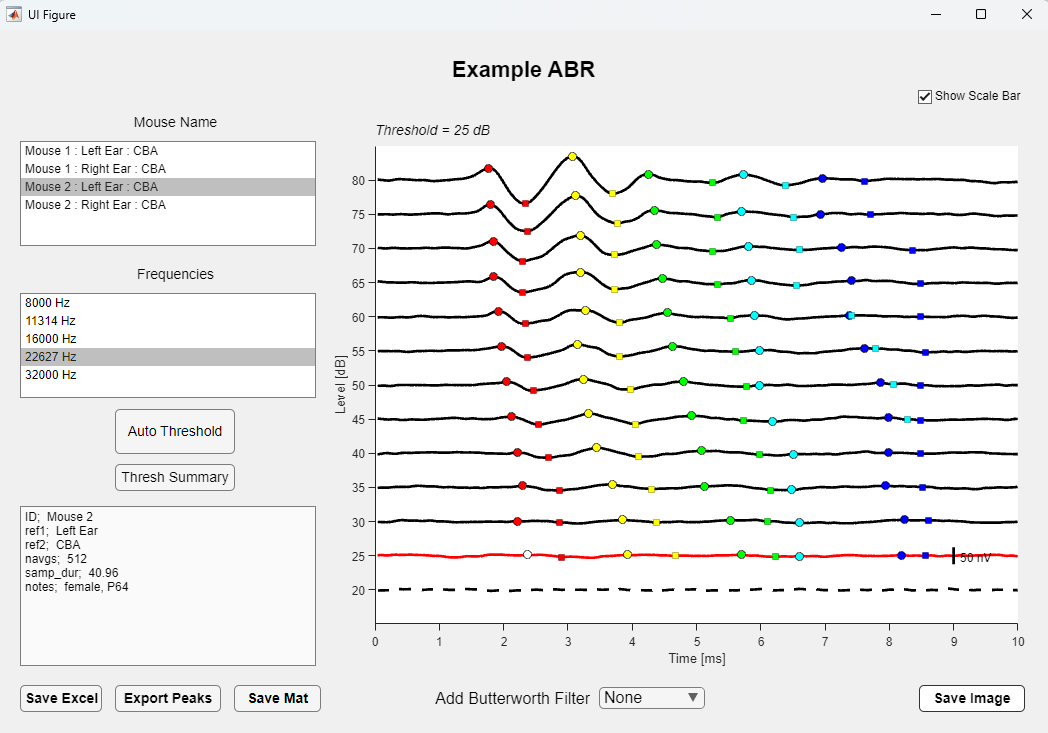 UI Figure
Example ABR
Show Scale Bar
Mouse Name
Mouse 1 : Left Ear : CBA
Mouse 1 : Right Ear : CBA
Mouse 2 : Left Ear : CBA
Mouse 2 : Right Ear : CBA
Frequencies
8000 Hz
11314 Hz
16000 Hz
22627 Hz
32000 Hz
Auto Threshold
Thresh Summary
ID;  Mouse 2
ref1;  Left Ear
ref2;  CBA
navgs;  512
samp_dur;  40.96
notes;  female, P64
Save Excel
Export Peaks
Save Mat
Threshold = 25 dB
Level [dB]
80
75
70
65
60
55
50
45
40
35
30
25
20
50 nV
0 1 2 3 4 5 6 7 8 9 10
Time [ms]
Add Butterworth Filter
None
Save Image